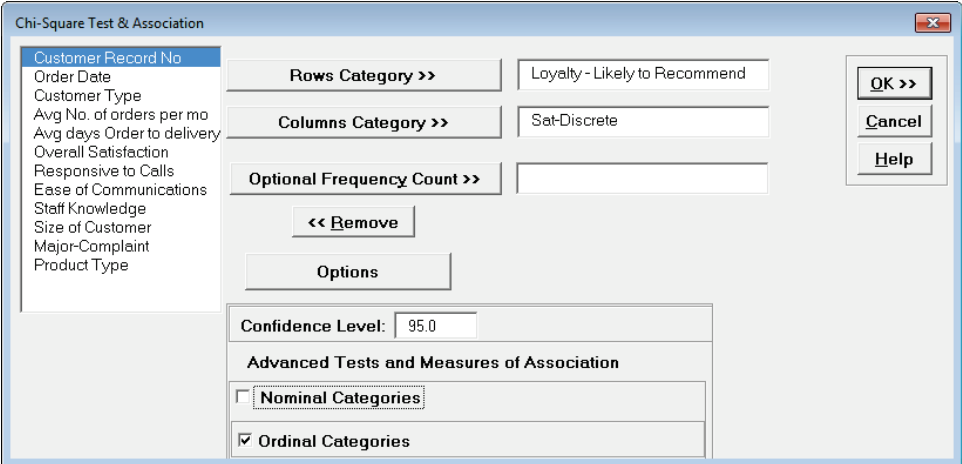 Chi-Square Test & Association
Customer Record No
Order Date
Customer Type
Avg No. of orders per mo
Avg days Order to delivery
Overall Satisfaction
Responsive to Calls
Ease of Communications
Staff Knowledge
Size of Customer
Major-Complaint
Product Type
Rows Category >>
Loyalty - Likely to Recommend
Columns Category >>
Sat-Discrete
Optional Frequency Count >>
<< Remove
Options
OK >>
Cancel
Help
Confidence Level: 95.0
Advanced Tests and Measures of Association
Nominal Categories
Ordinal Categories